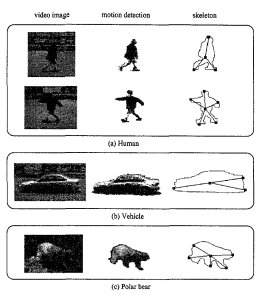 video image motion detection skeleton
(a) Human
(b) Vehicle
(c) Polar bear